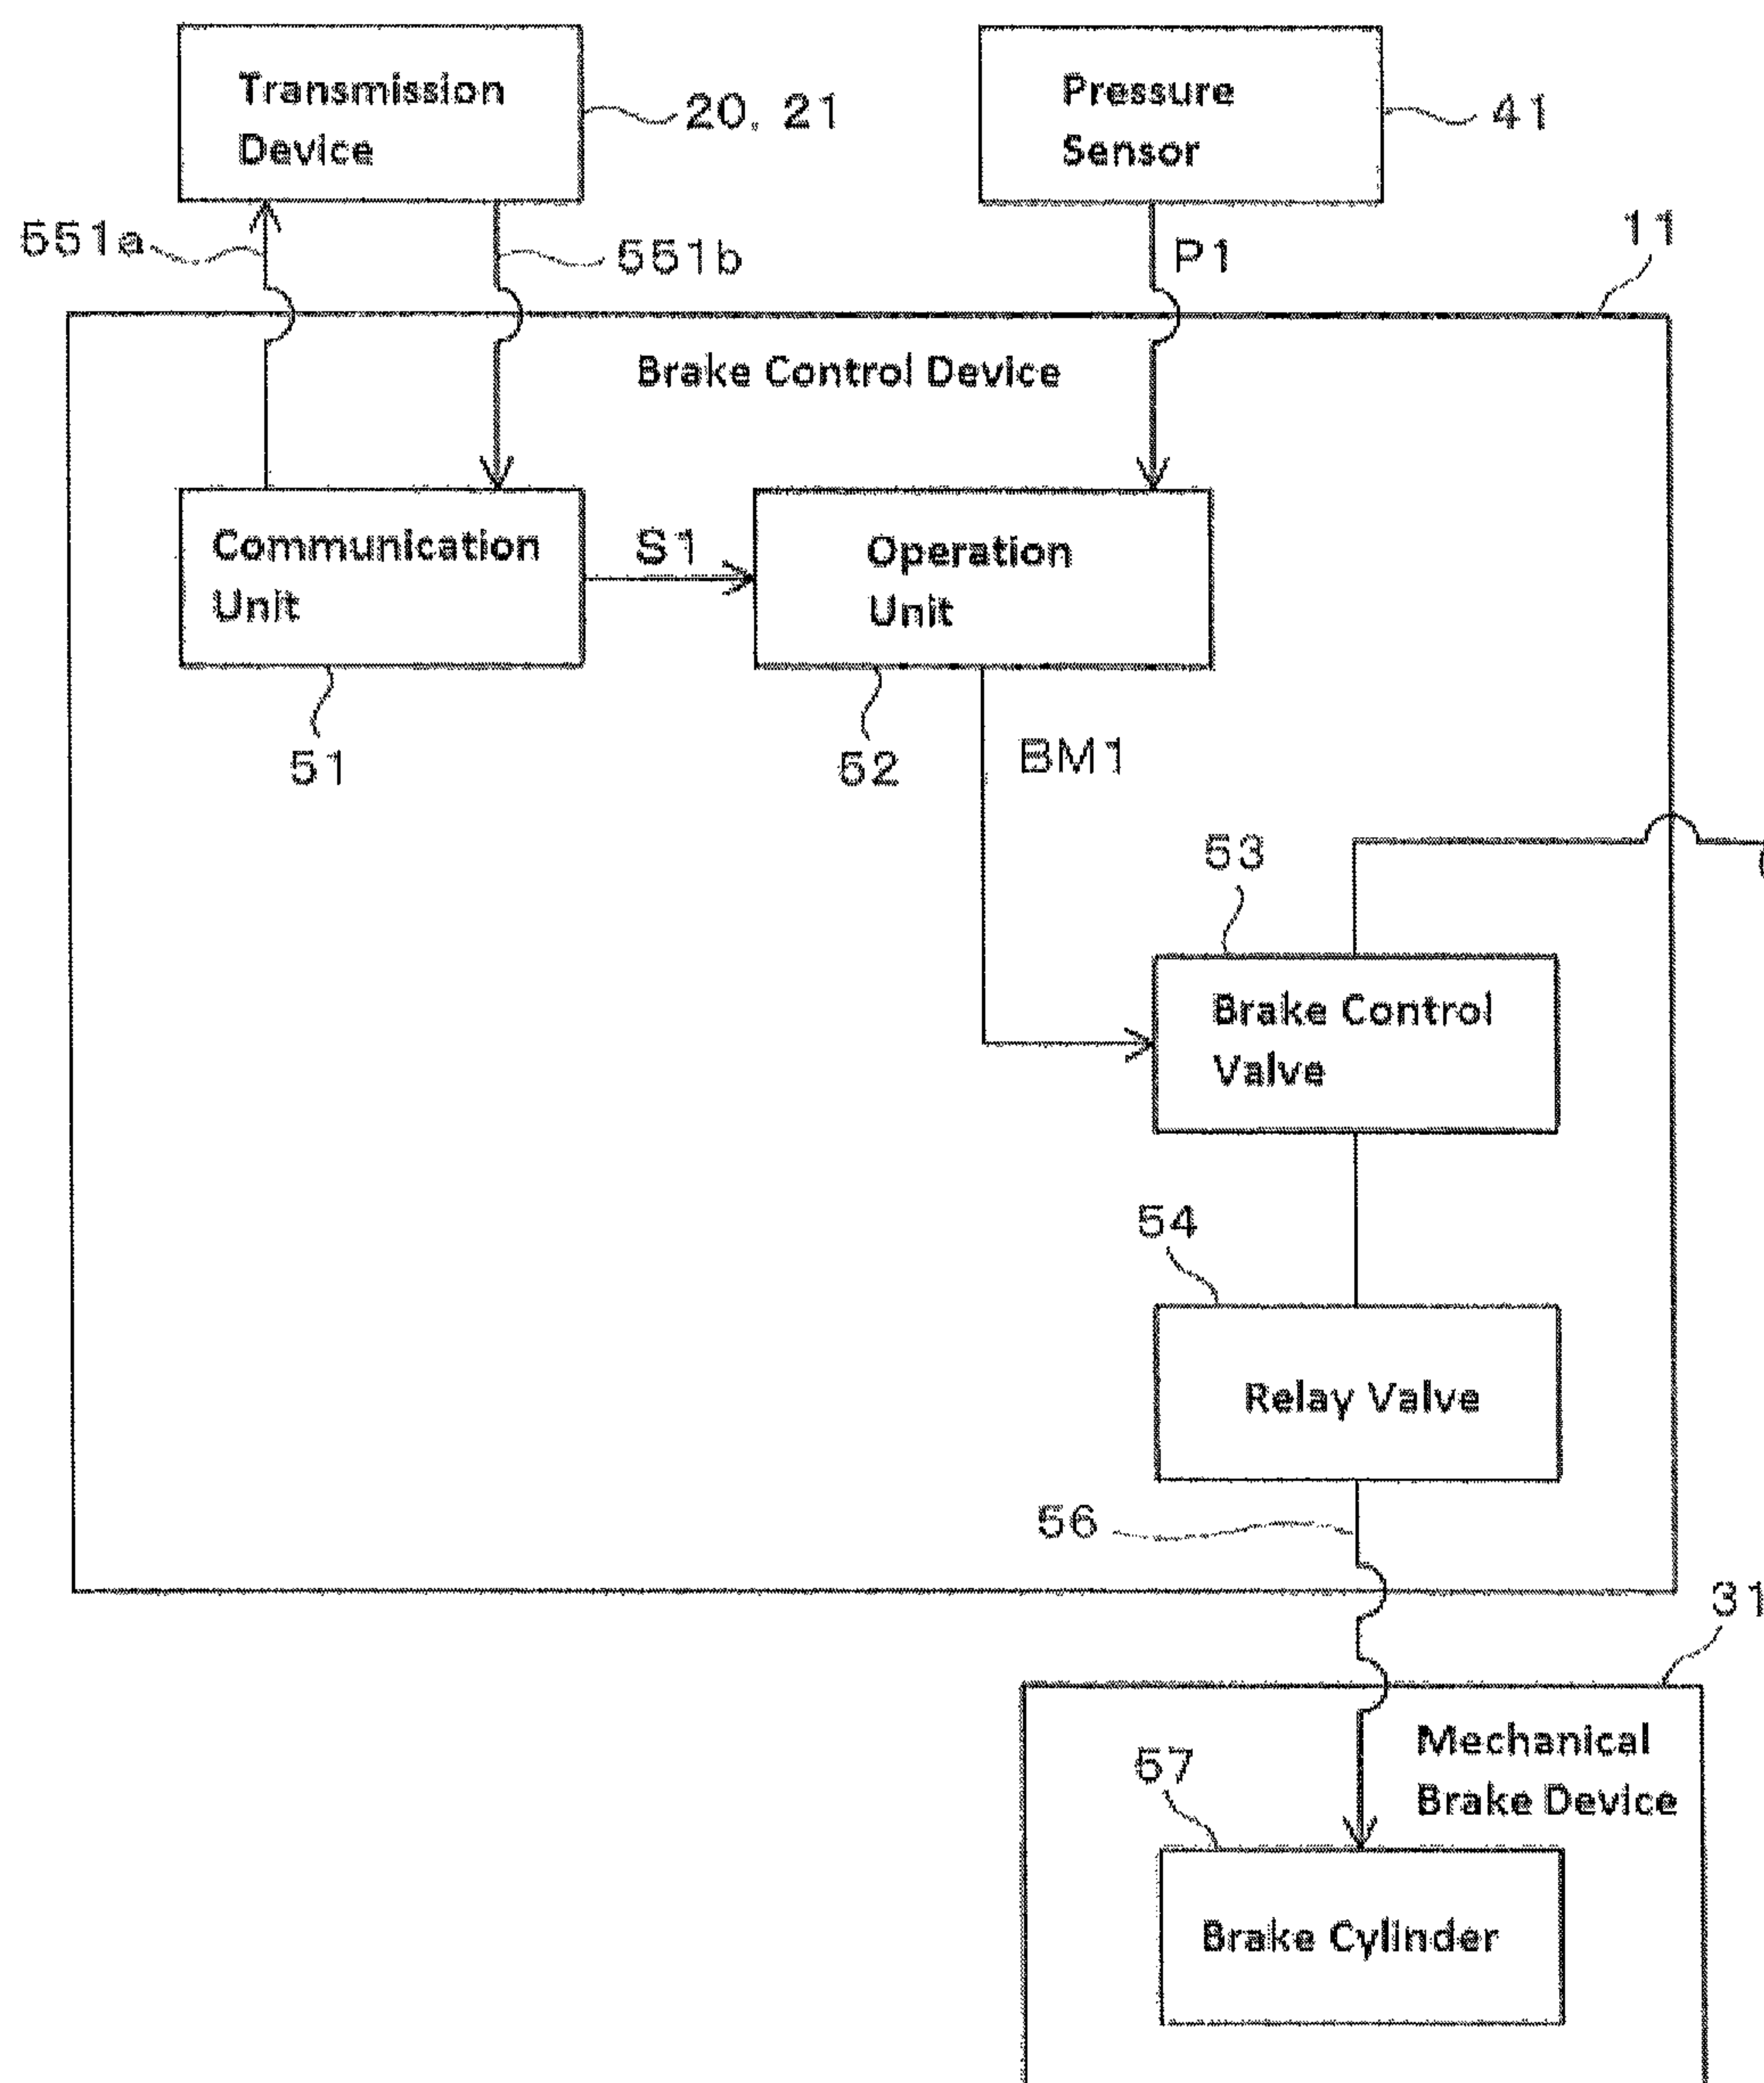 Transmission
Device
20, 21
Pressure
Sensor
41
551a
551b
P1
11
Brake Control Device
Communication
Unit
S1
Operation
Unit
51
52
BM1
53
Brake Control
Valve
54
Relay Valve
56
31
Mechanical
Brake Device
57
Brake Cylinder